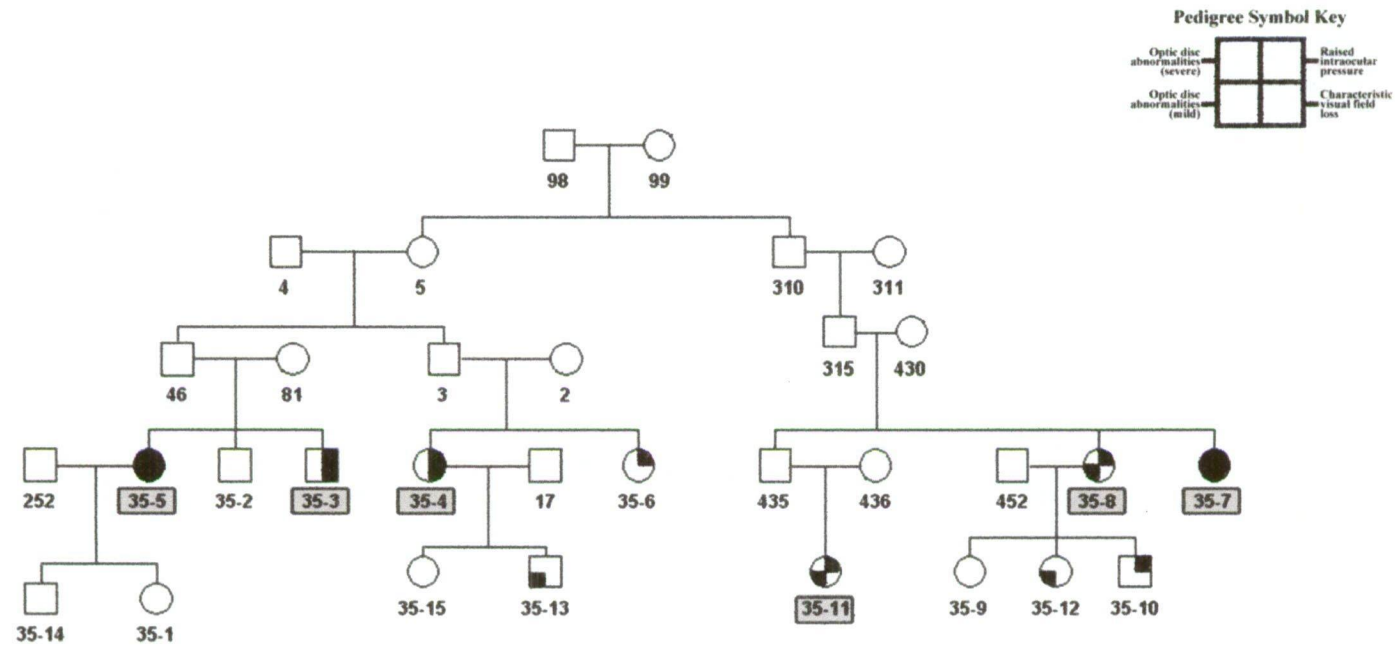 Pedigree Symbol Key
Optic disc
abnormalities
(severe)
Raised
intraocular
pressure
Optic disc
abnormalities
(mild)
Characteristic
visual field
loss
98 99
4 5 310 311
46 81 3 2 315 430
252 35-5 35-2 35-3 35-4 17 35-6 435 436 452 35-8 35-7
35-15 35-13 35-11 35-9 35-12 35-10
35-14 35-1